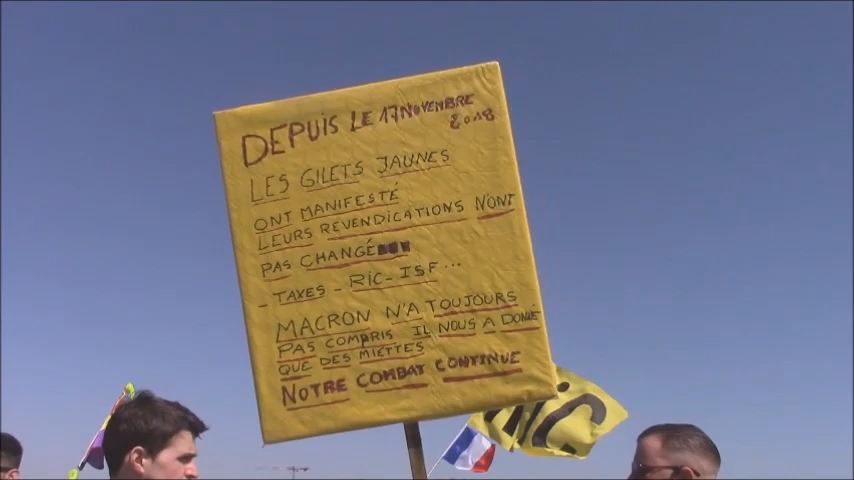 DEPUIS LE 17 NOVEMBRE
2018
LES GILETS JAUNES
ONT MANIFESTÉ
LEURS REVENDICATIONS N'ONT
PAS CHANGÉ
- TAXES - RIC - ISF...
MACRON N'A TOUJOURS
PAS COMPRIS IL NOUS A DONNÉ
QUE DES MIETTES
NOTRE COMBAT CONTINUE